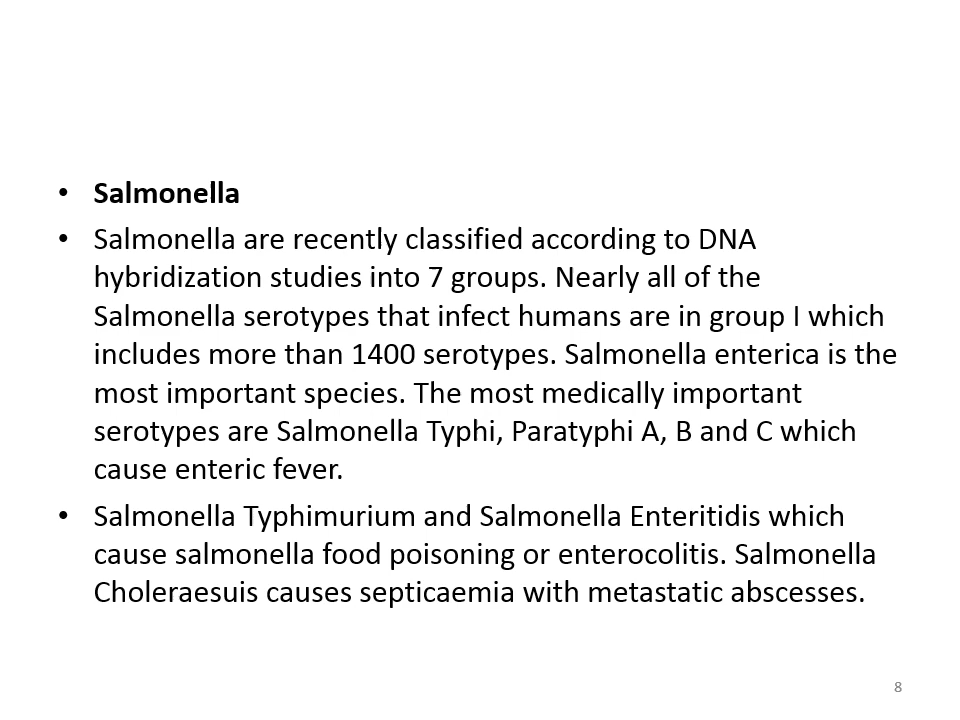 • Salmonella
• Salmonella are recently classified according to DNA
hybridization studies into 7 groups. Nearly all of the
Salmonella serotypes that infect humans are in group I which
includes more than 1400 serotypes. Salmonella enterica is the
most important species. The most medically important
serotypes are Salmonella Typhi, Paratyphi A, B and C which
cause enteric fever.
• Salmonella Typhimurium and Salmonella Enteritidis which
cause salmonella food poisoning or enterocolitis. Salmonella
Choleraesuis causes septicaemia with metastatic abscesses.
8